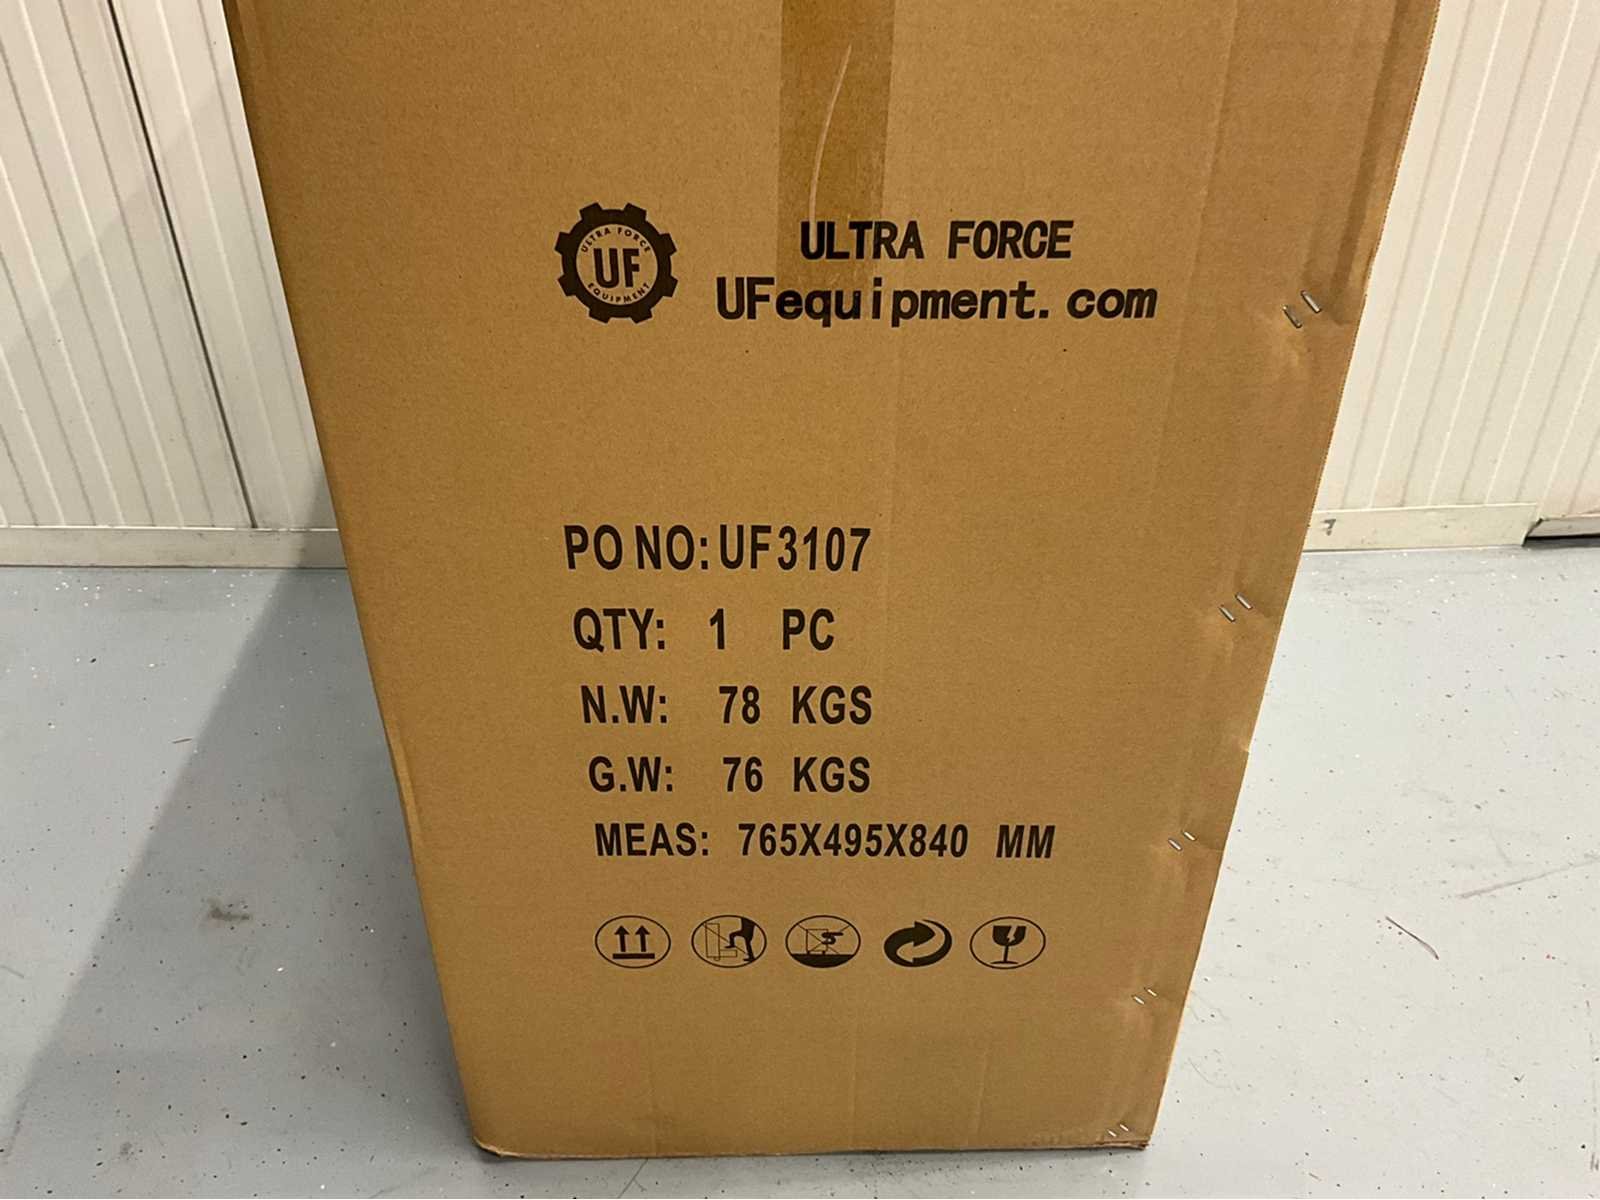 ULTRA FORCE
UF
EQUIPMENT
ULTRA FORCE
UFequipment.com
PO NO: UF3107
QTY: 1 PC
N.W: 78 KGS
G.W: 76 KGS
MEAS: 765X495X840 MM